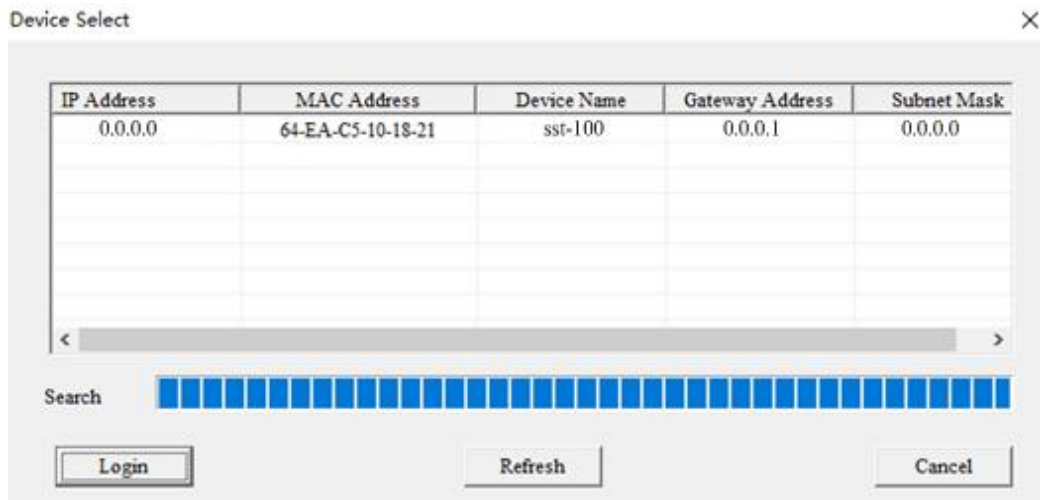 Device Select
IP Address MAC Address Device Name Gateway Address Subnet Mask
0.0.0.0 64-EA-C5-10-18-21 sst-100 0.0.0.1 0.0.0.0
Search
Login Refresh Cancel